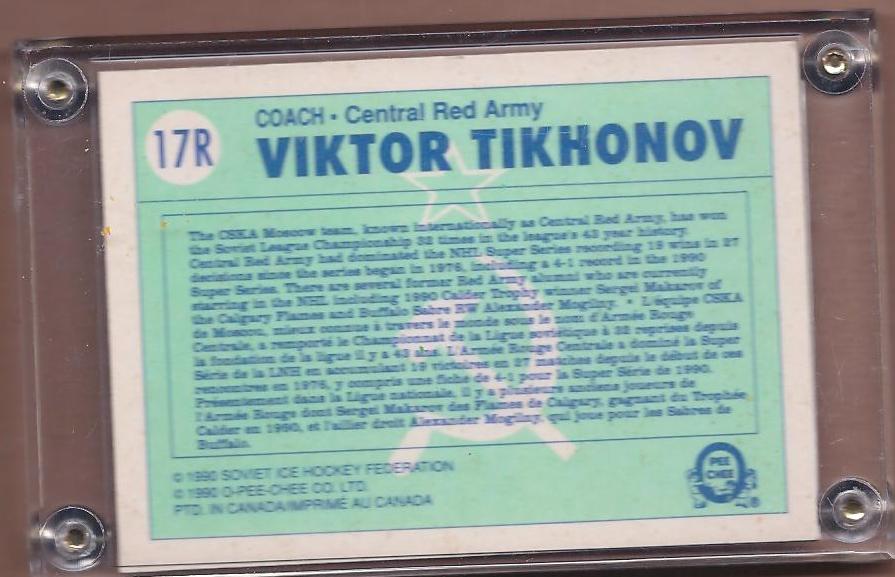 17R
COACH • Central Red Army
VIKTOR TIKHONOV
The CSKA Moscow team, known internationally as Central Red Army, has won
the Soviet League Championship 32 times in the league's 43 year history.
Central Red Army had dominated the NHL Super Series recording 19 wins in 27
decisions since the series began in 1976, including a 4-1 record in the 1990
Super Series. There are several former Red Army alumni who are currently
starring in the NHL including 1990 Calder Trophy winner Sergei Makarov of
the Calgary Flames and Buffalo Sabre RW Alexander Mogilny. • L'équipe CSKA
de Moscou, mieux connue à travers le monde sous le nom d'Armée Rouge
Centrale, a remporté le Championnat de la Ligue soviétique à 32 reprises depuis
la fondation de la ligue il y a 43 ans. L'Armée Rouge Centrale a dominé la Super
Série de la LNH en accumulant 19 victoires en 27 matches depuis le début de ces
rencontres en 1976, y compris une fiche de 4-1 pour la Super Série de 1990.
Présentement dans la Ligue nationale, il y a plusieurs anciens joueurs de
l'Armée Rouge dont Sergei Makarov des Flames de Calgary, gagnant du Trophée
Calder en 1990, et l'ailier droit Alexander Mogilny, qui joue pour les Sabres de
Buffalo.
© 1990 SOVIET ICE HOCKEY FEDERATION
© 1990 O-PEE-CHEE CO. LTD.
PTD. IN CANADA/IMPRIME AU CANADA
O
PEE
CHEE
®